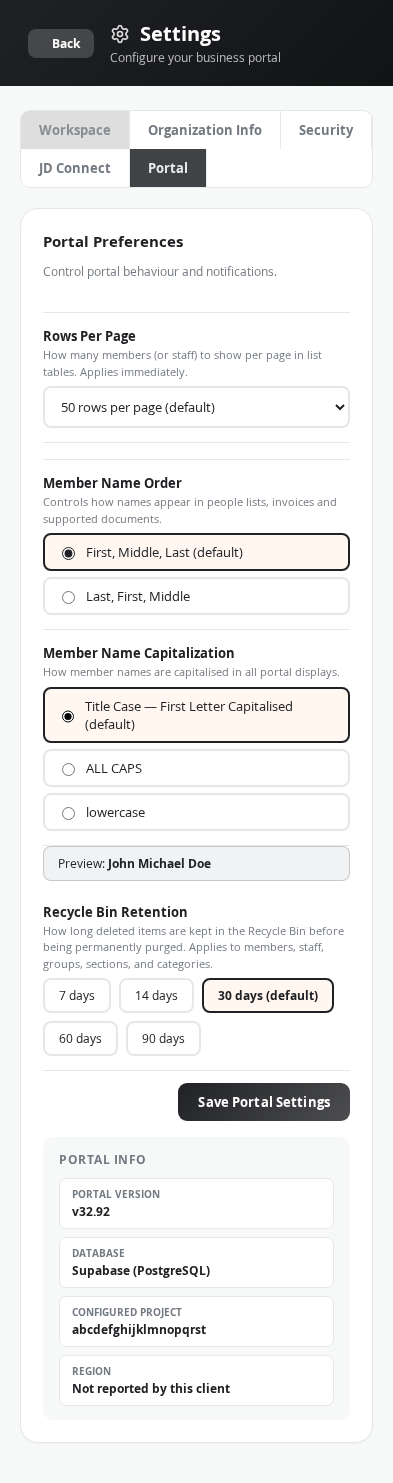 Back
Settings
Configure your business portal
Workspace
Organization Info
Security
JD Connect
Portal
Portal Preferences
Control portal behaviour and notifications.
Rows Per Page
How many members (or staff) to show per page in list
tables. Applies immediately.
50 rows per page (default)
Member Name Order
Controls how names appear in people lists, invoices and
supported documents.
First, Middle, Last (default)
Last, First, Middle
Member Name Capitalization
How member names are capitalised in all portal displays.
Title Case — First Letter Capitalised
(default)
ALL CAPS
lowercase
Preview: John Michael Doe
Recycle Bin Retention
How long deleted items are kept in the Recycle Bin before
being permanently purged. Applies to members, staff,
groups, sections, and categories.
7 days
14 days
30 days (default)
60 days
90 days
Save Portal Settings
PORTAL INFO
PORTAL VERSION
v32.92
DATABASE
Supabase (PostgreSQL)
CONFIGURED PROJECT
abcdefghijklmnopqrst
REGION
Not reported by this client